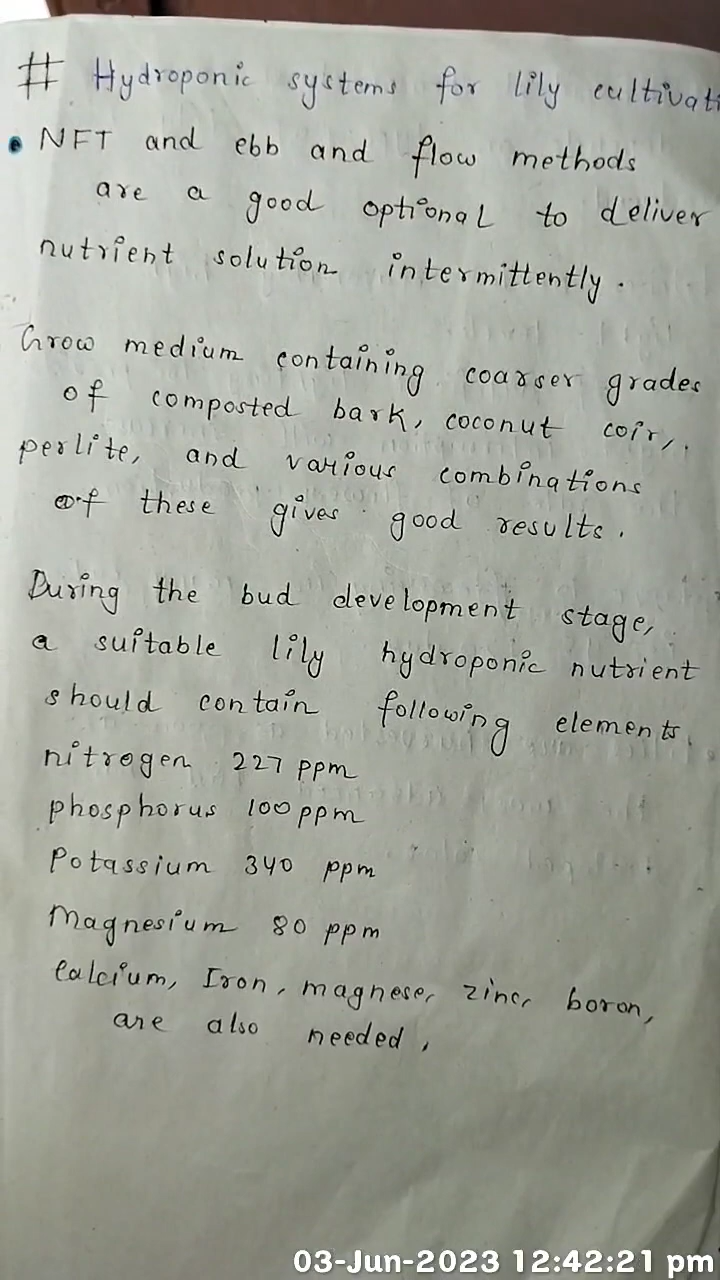 # Hydroponic systems for lily cultivati
• NFT and ebb and flow methods
are a good optional to deliver
nutrient solution intermittently.
Grow medium containing coarser grades
of composted bark, coconut coir,
perlite, and various combinations
of these gives good results.
During the bud development stage,
a suitable lily hydroponic nutrient
should contain following elements.
nitrogen 227 ppm
phosphorus 100 ppm
Potassium 340 ppm
Magnesium 80 ppm
Calcium, Iron, magnese, zinc, boron,
are also needed,
03-Jun-2023 12:42:21 pm